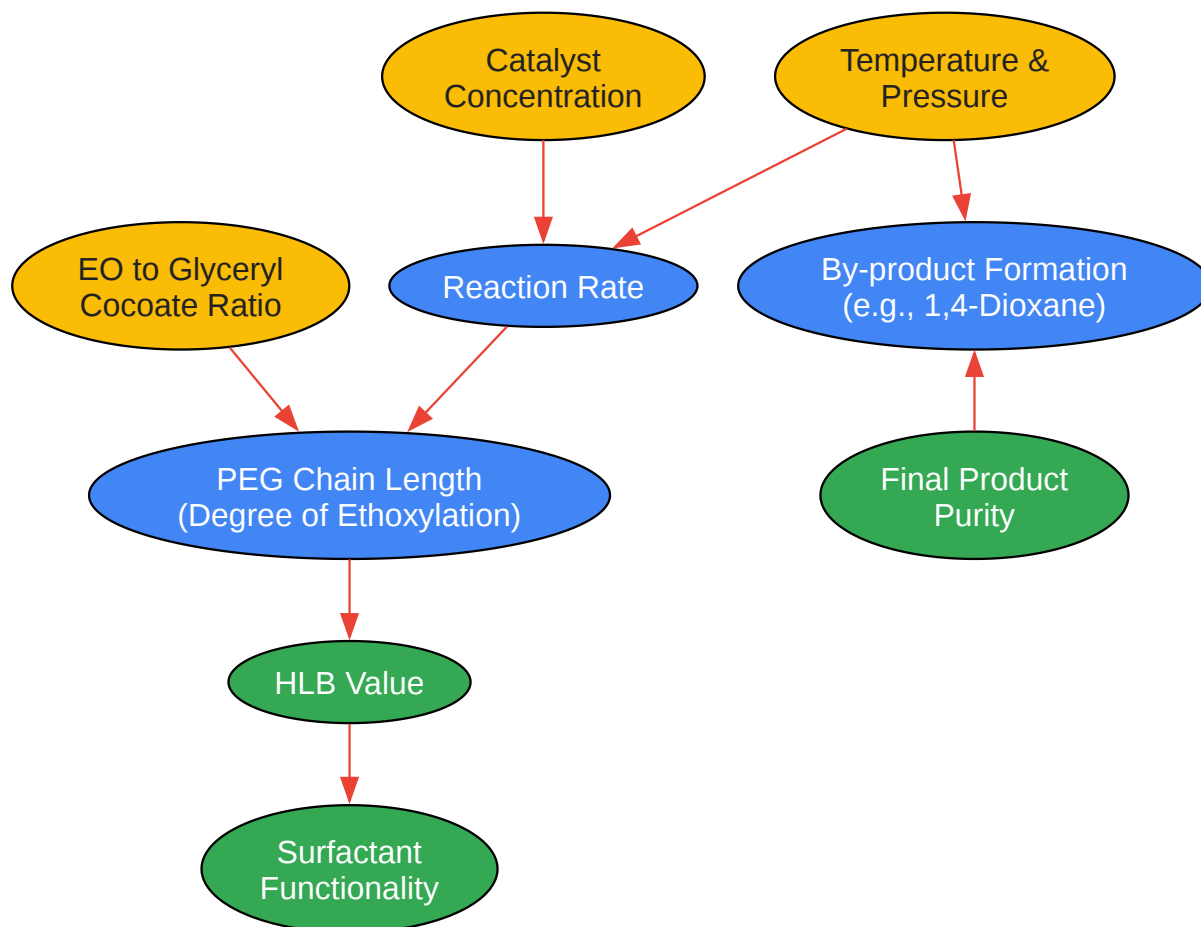 Catalyst
Concentration
Temperature &
Pressure
EO to Glyceryl
Cocoate Ratio
Reaction Rate
By-product Formation
(e.g., 1,4-Dioxane)
PEG Chain Length
(Degree of Ethoxylation)
Final Product
Purity
HLB Value
Surfactant
Functionality